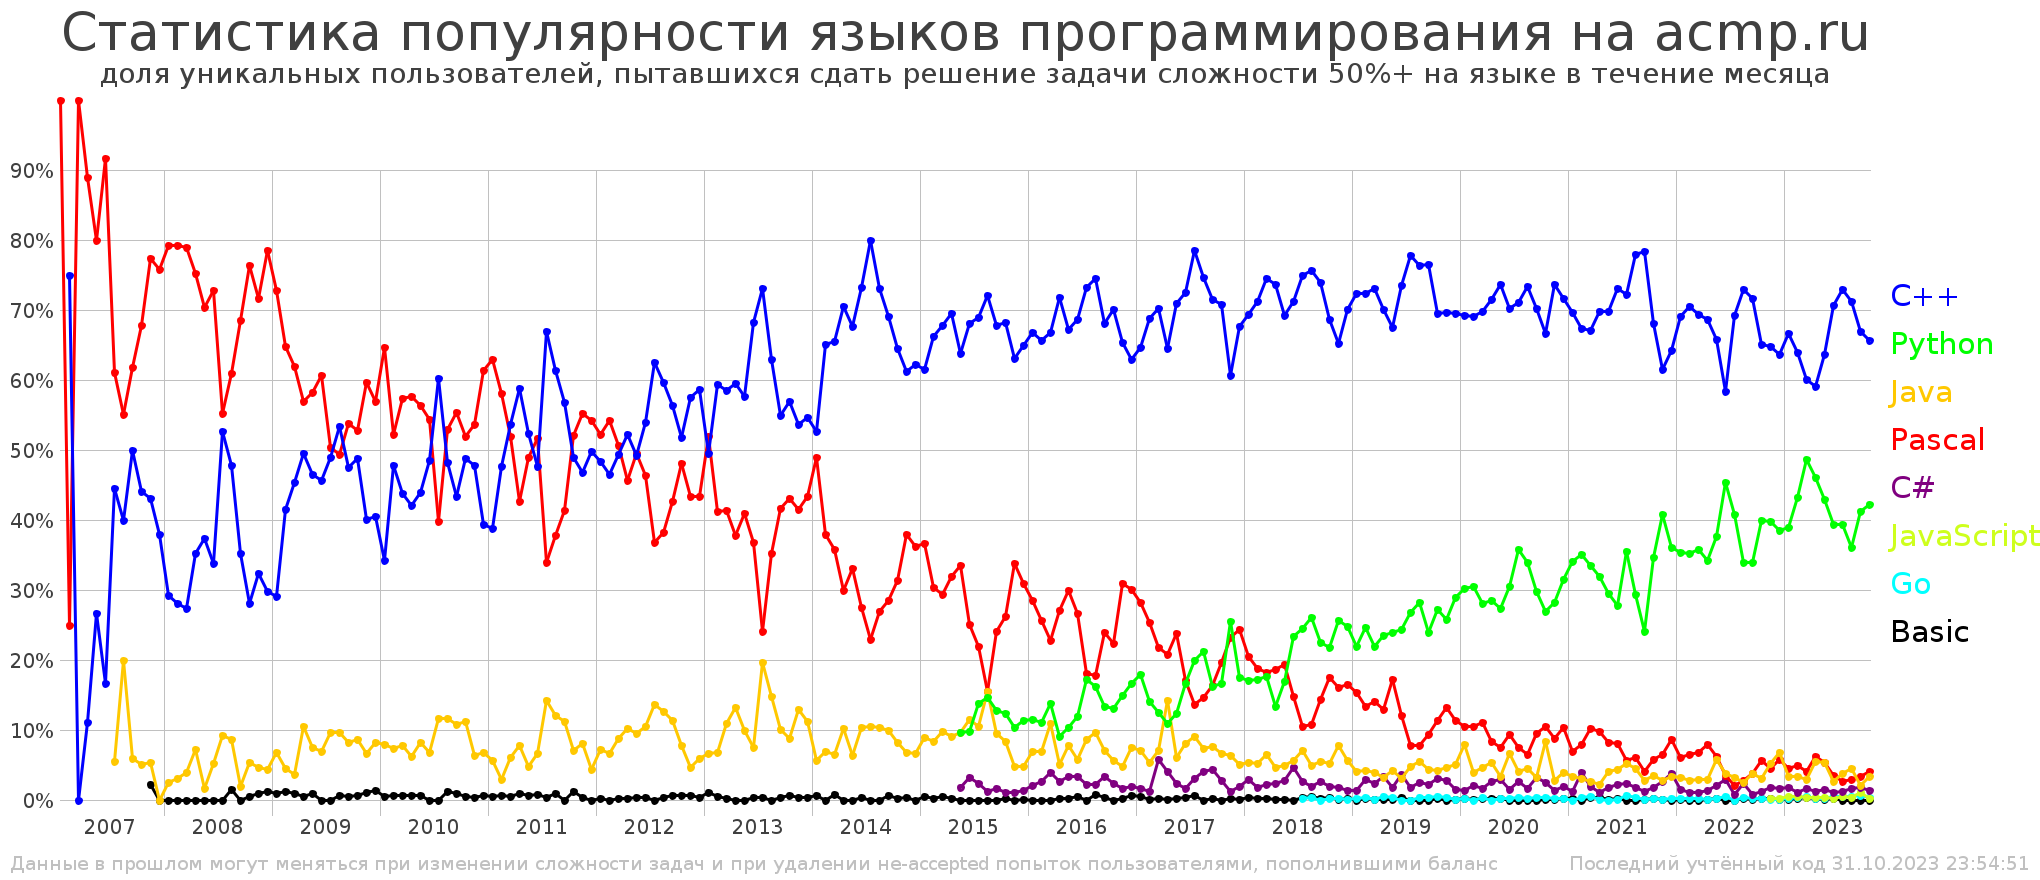 Статистика популярности языков программирования на acmp.ru
доля уникальных пользователей, пытавшихся сдать решение задачи сложности 50%+ на языке в течение месяца
90%
80%
70%
60%
50%
40%
30%
20%
10%
0%
C++
Python
Java
Pascal
C#
JavaScript
Go
Basic
2007 2008 2009 2010 2011 2012 2013 2014 2015 2016 2017 2018 2019 2020 2021 2022 2023
Данные в прошлом могут меняться при изменении сложности задач и при удалении не-accepted попыток пользователями, пополнившими баланс
Последний учтённый код 31.10.2023 23:54:51